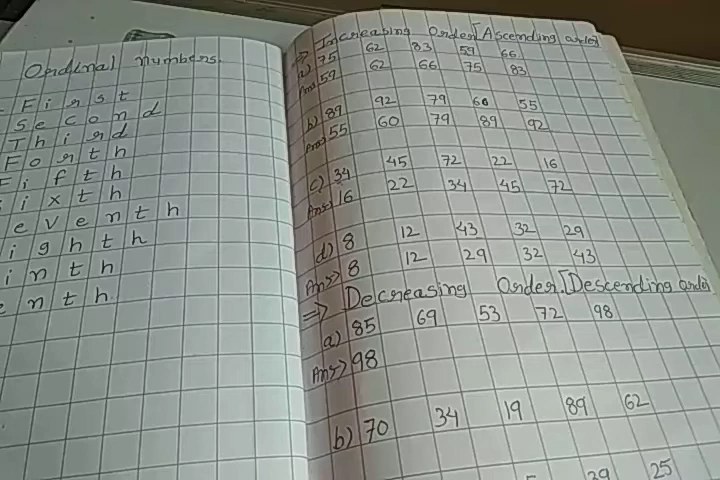 Ordinal numbers.
First
Second
Third
Forth
ifth
ixth
eventh
ighth
inth
enth
=> Increasing Order [Ascending order]
a) 75 62 83 59 66
Ans> 59 62 66 75 83
b) 89 92 79 60 55
Ans> 55 60 79 89 92
c) 34 45 72 22 16
Ans> 16 22 34 45 72
d) 8 12 43 32 29
Ans> 8 12 29 32 43
=> Decreasing Order. [Descending order
a) 85 69 53 72 98
Ans> 98
b) 70 34 19 89 62
29 25